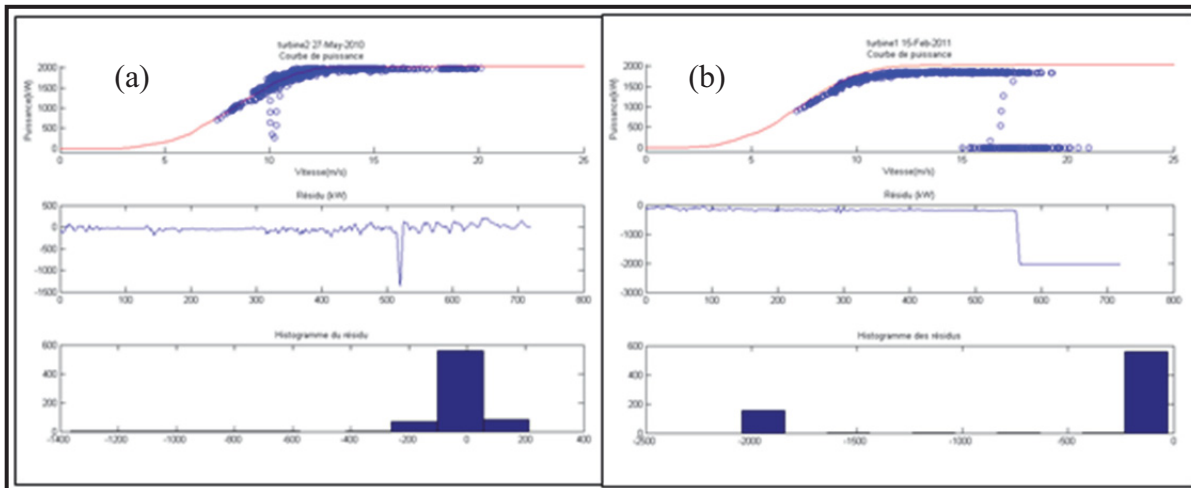 (a)
turbine2 27-May-2010
Courbe de puissance
Puissance(kW)
2000
1500
1000
500
0
0 5 10 15 20 25
Vitesse(m/s)
Résidu (kW)
500
0
-500
-1000
-1500
0 100 200 300 400 500 600 700 800
Histogramme du résidu
600
400
200
0
-1400 -1200 -1000 -800 -600 -400 -200 0 200 400
(b)
turbine1 15-Feb-2011
Courbe de puissance
Puissance(kW)
2000
1500
1000
500
0
0 5 10 15 20 25
Vitesse(m/s)
Résidu (kW)
0
-1000
-2000
-3000
0 100 200 300 400 500 600 700 800
Histogramme des résidus
600
400
200
0
-2500 -2000 -1500 -1000 -500 0